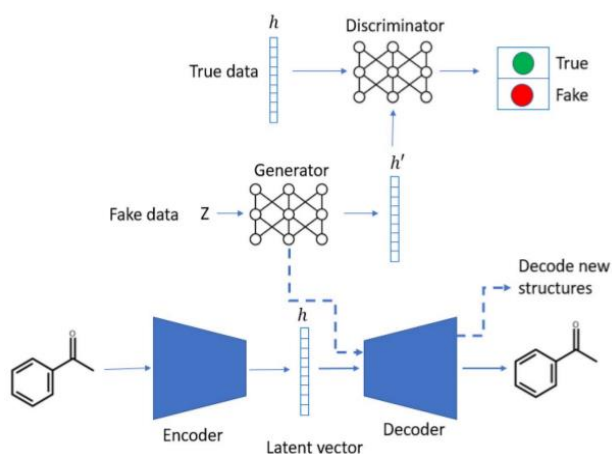 h
Discriminator
True data
True
Fake
Generator
h′
Fake data Z
Decode new
structures
h
O
O
Encoder
Latent vector
Decoder